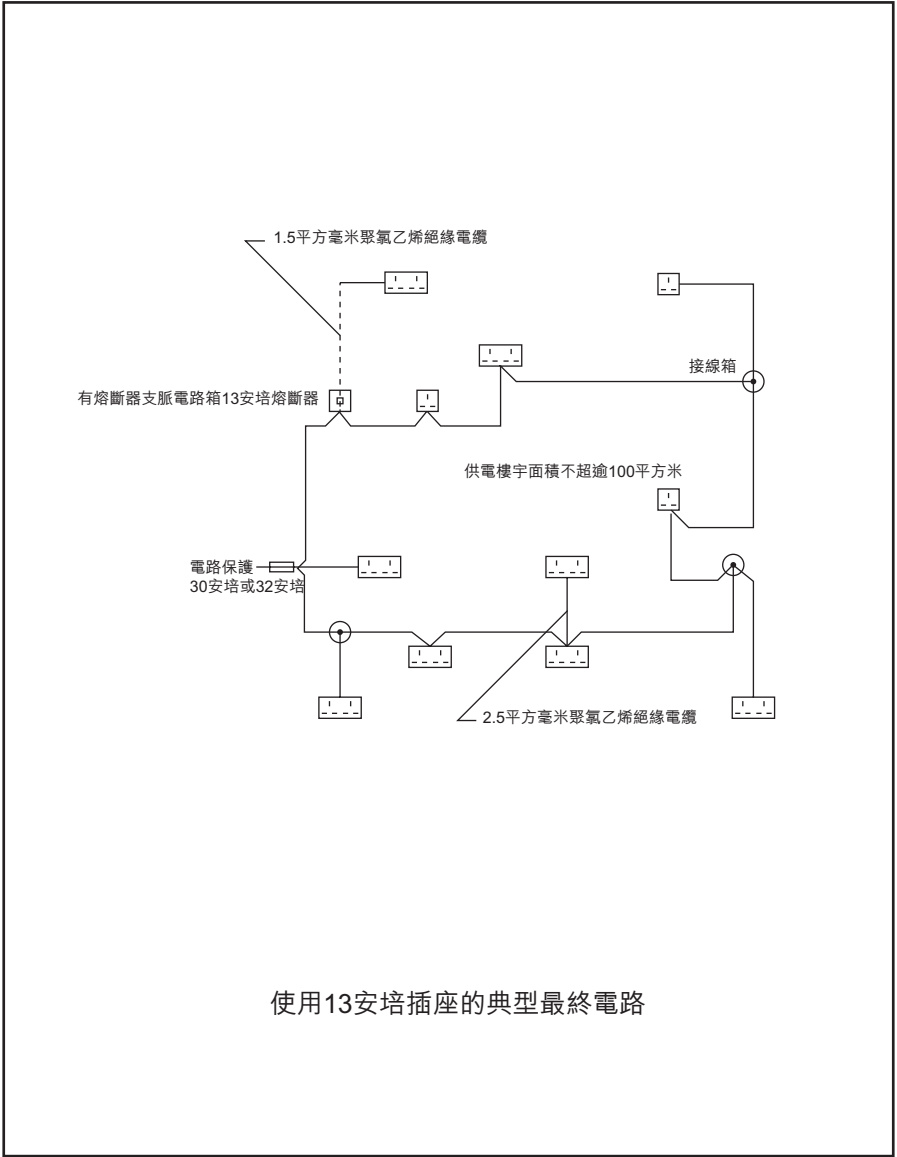 1.5平方毫米聚氯乙烯絕緣電纜
接線箱
有熔斷器支脈電路箱13安培熔斷器
供電樓宇面積不超逾100平方米
電路保護
30安培或32安培
2.5平方毫米聚氯乙烯絕緣電纜
使用13安培插座的典型最終電路